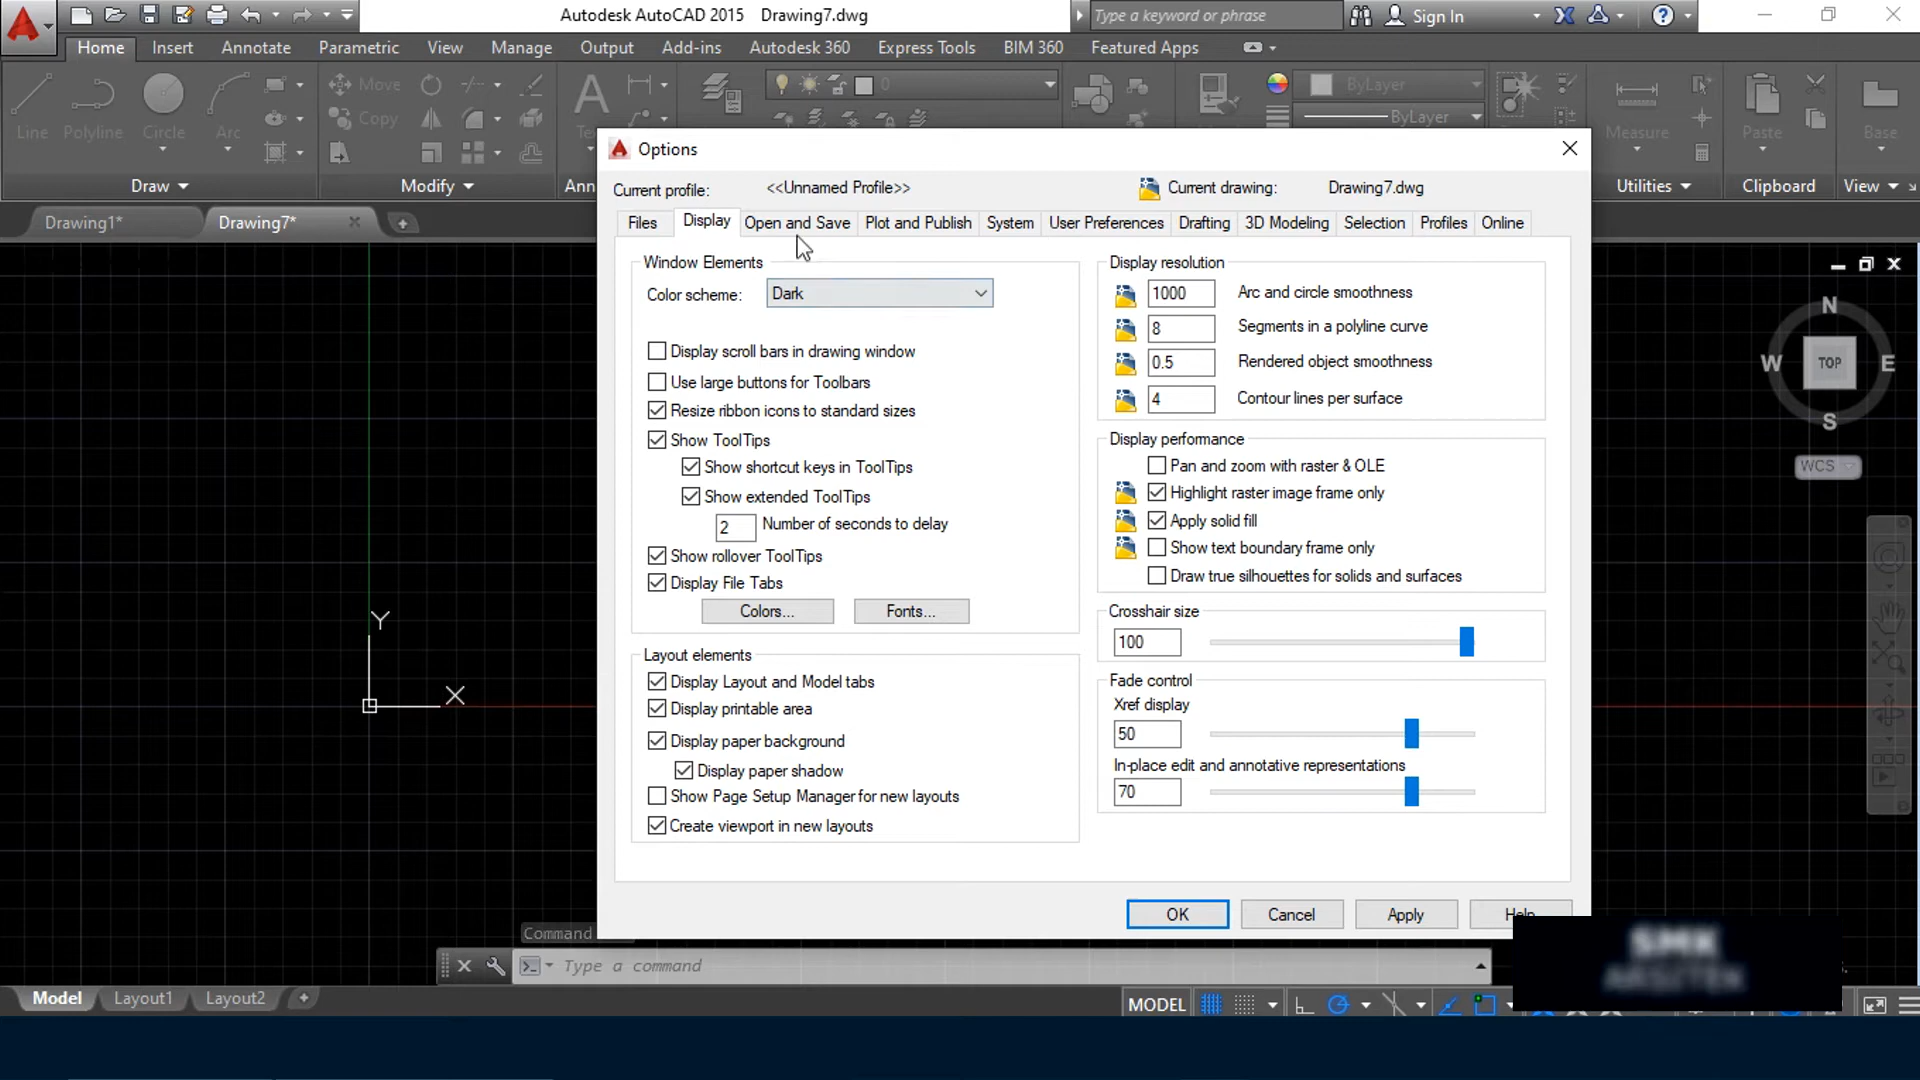 Autodesk AutoCAD 2015 Drawing7.dwg
Type a keyword or phrase
Sign In
Home Insert Annotate Parametric View Manage Output Add-ins Autodesk 360 Express Tools BIM 360 Featured Apps
Line Polyline Circle Arc
Move
Copy
0
ByLayer
ByLayer
Measure
Paste
Base
Draw Modify Ann
Utilities Clipboard View
Drawing1* Drawing7*
Options
Current profile: <<Unnamed Profile>> Current drawing: Drawing7.dwg
Files Display Open and Save Plot and Publish System User Preferences Drafting 3D Modeling Selection Profiles Online
Window Elements
Color scheme: Dark
Display scroll bars in drawing window
Use large buttons for Toolbars
Resize ribbon icons to standard sizes
Show ToolTips
Show shortcut keys in ToolTips
Show extended ToolTips
2 Number of seconds to delay
Show rollover ToolTips
Display File Tabs
Colors... Fonts...
Layout elements
Display Layout and Model tabs
Display printable area
Display paper background
Display paper shadow
Show Page Setup Manager for new layouts
Create viewport in new layouts
Display resolution
1000 Arc and circle smoothness
8 Segments in a polyline curve
0.5 Rendered object smoothness
4 Contour lines per surface
Display performance
Pan and zoom with raster & OLE
Highlight raster image frame only
Apply solid fill
Show text boundary frame only
Draw true silhouettes for solids and surfaces
Crosshair size
100
Fade control
Xref display
50
In-place edit and annotative representations
70
OK Cancel Apply Help
N
W TOP E
S
WCS
Y
X
Command
Type a command
Model Layout1 Layout2
MODEL
SMK
ARSITEK